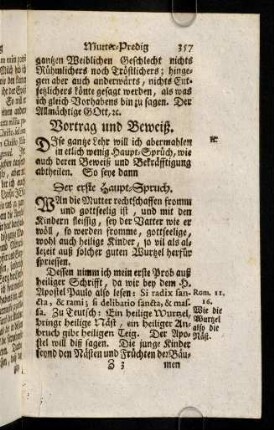 Mutter-Predig 357
gantzen Weiblichen Geschlecht nichts
Rühmlichers noch Tröstlichers; hinge-
gen aber auch anderwärts, nichts Ent-
setzlichers könte gesagt werden, als was
ich gleich Vorhabens bin zu sagen. Der
Allmächtige GOtt, ꝛc.
Vortrag und Beweiß.
Dise gantze Lehr will ich abermahlen
in etlich wenig Haupt-Sprüch, wie
auch deren Beweiß und Bekräfftigung
abtheilen. So seye dann
Der erste Haupt-Spruch.
WAn die Mutter rechtschaffen fromm
und gottseelig ist, und mit den
Kindern fleissig, sey der Vatter wie er
wöll, so werden fromme, gottseelige,
wohl auch heilige Kinder, so vil als al-
lezeit auß solcher guten Wurtzel herfür
spriessen.
Dessen nimm ich mein erste Prob auß
heiliger Schrifft, da wir bey dem H.
Apostel Paulo also lesen: Si radix san-
cta, & rami; si delibatio sancta, & mas-
sa. Zu Teutsch: Ein heilige Wurtzel,
bringt heilige Näst, ein heiliger An-
bruch gibt heiligen Teig. Der Apo-
stel will diß sagen. Die junge Kinder
seynd den Nästen und Früchten der Bäu-
Z 3 men
Rom. 11.
16.
Wie die
Wurtzel
also die
Näst.